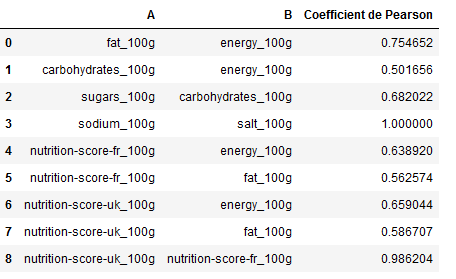 A B Coefficient de Pearson
0 fat_100g energy_100g 0.754652
1 carbohydrates_100g energy_100g 0.501656
2 sugars_100g carbohydrates_100g 0.682022
3 sodium_100g salt_100g 1.000000
4 nutrition-score-fr_100g energy_100g 0.638920
5 nutrition-score-fr_100g fat_100g 0.562574
6 nutrition-score-uk_100g energy_100g 0.659044
7 nutrition-score-uk_100g fat_100g 0.586707
8 nutrition-score-uk_100g nutrition-score-fr_100g 0.986204